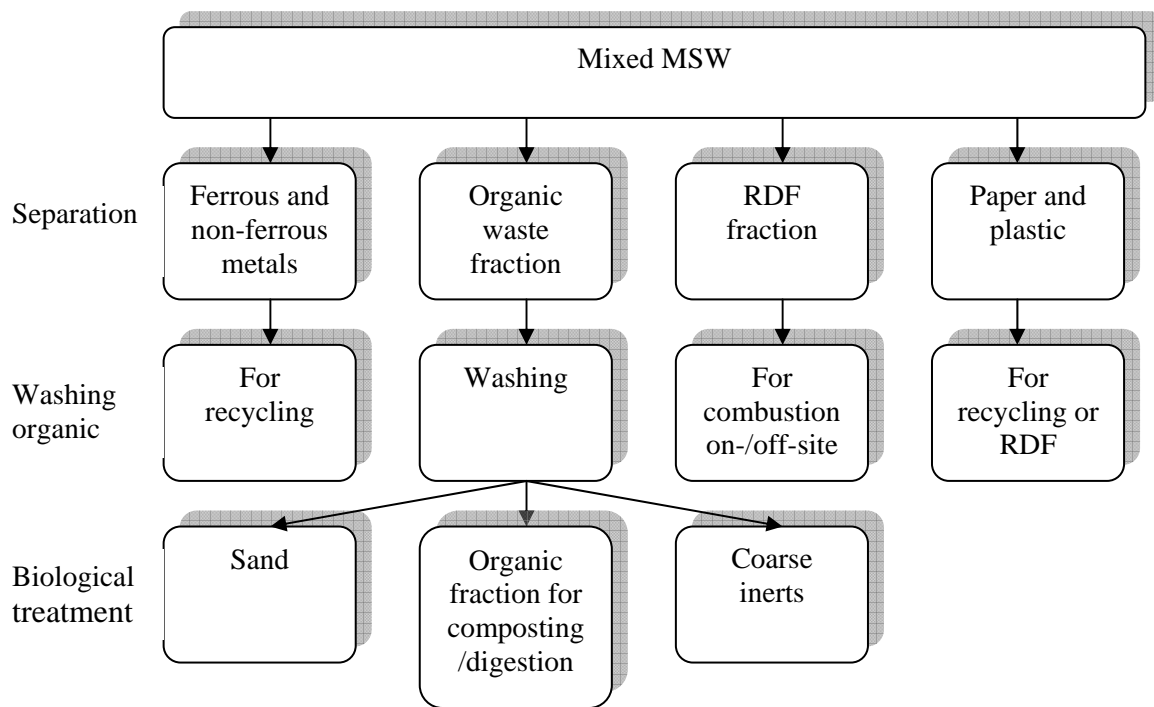 Mixed MSW
Separation
Ferrous and
non-ferrous
metals
Organic
waste
fraction
RDF
fraction
Paper and
plastic
Washing
organic
For
recycling
Washing
For
combustion
on-/off-site
For
recycling or
RDF
Biological
treatment
Sand
Organic
fraction for
composting
/digestion
Coarse
inerts